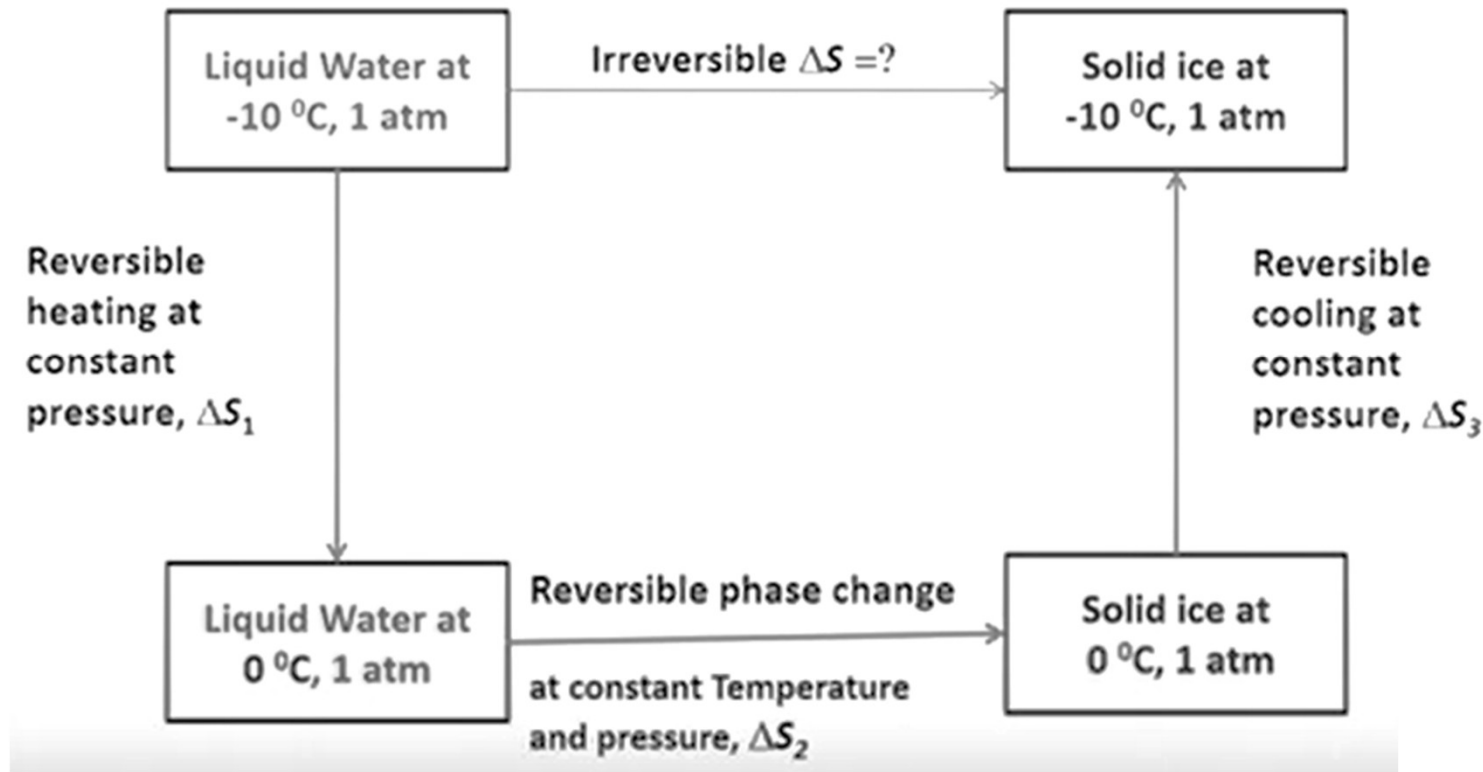 Liquid Water at
-10 ⁰C, 1 atm
Irreversible ΔS =?
Solid ice at
-10 ⁰C, 1 atm
Reversible
heating at
constant
pressure, ΔS₁
Reversible
cooling at
constant
pressure, ΔS₃
Liquid Water at
0 ⁰C, 1 atm
Reversible phase change
at constant Temperature
and pressure, ΔS₂
Solid ice at
0 ⁰C, 1 atm